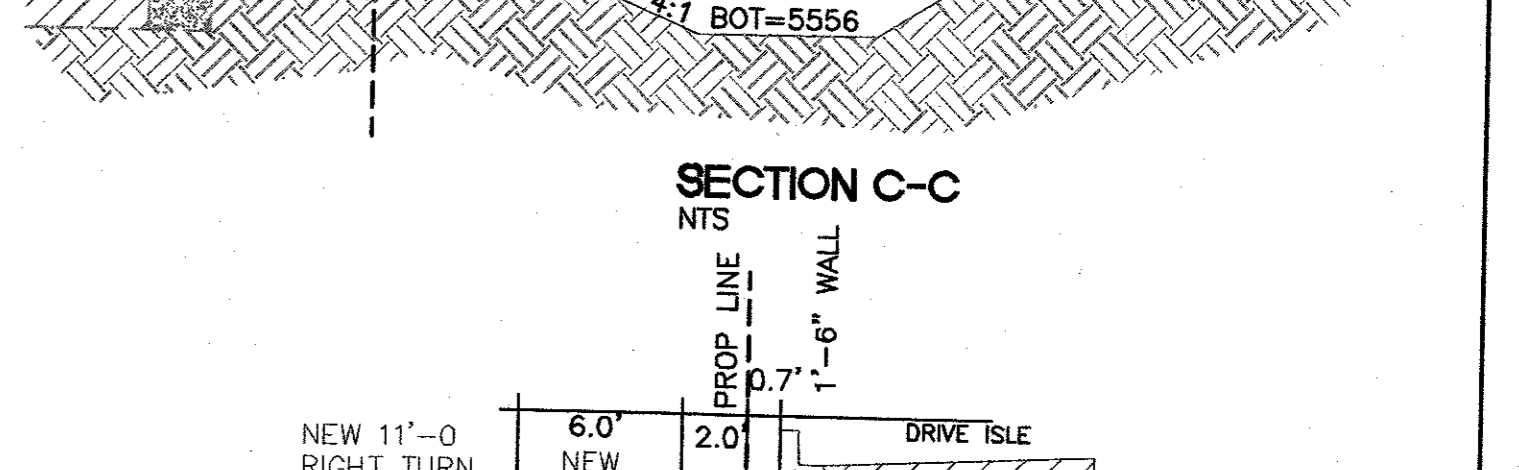 4:1
BOT=5556
SECTION C-C
NTS
PROP LINE
0.7'
1'-6" WALL
NEW 11'-0
RIGHT TURN
6.0'
NEW
2.0'
DRIVE ISLE